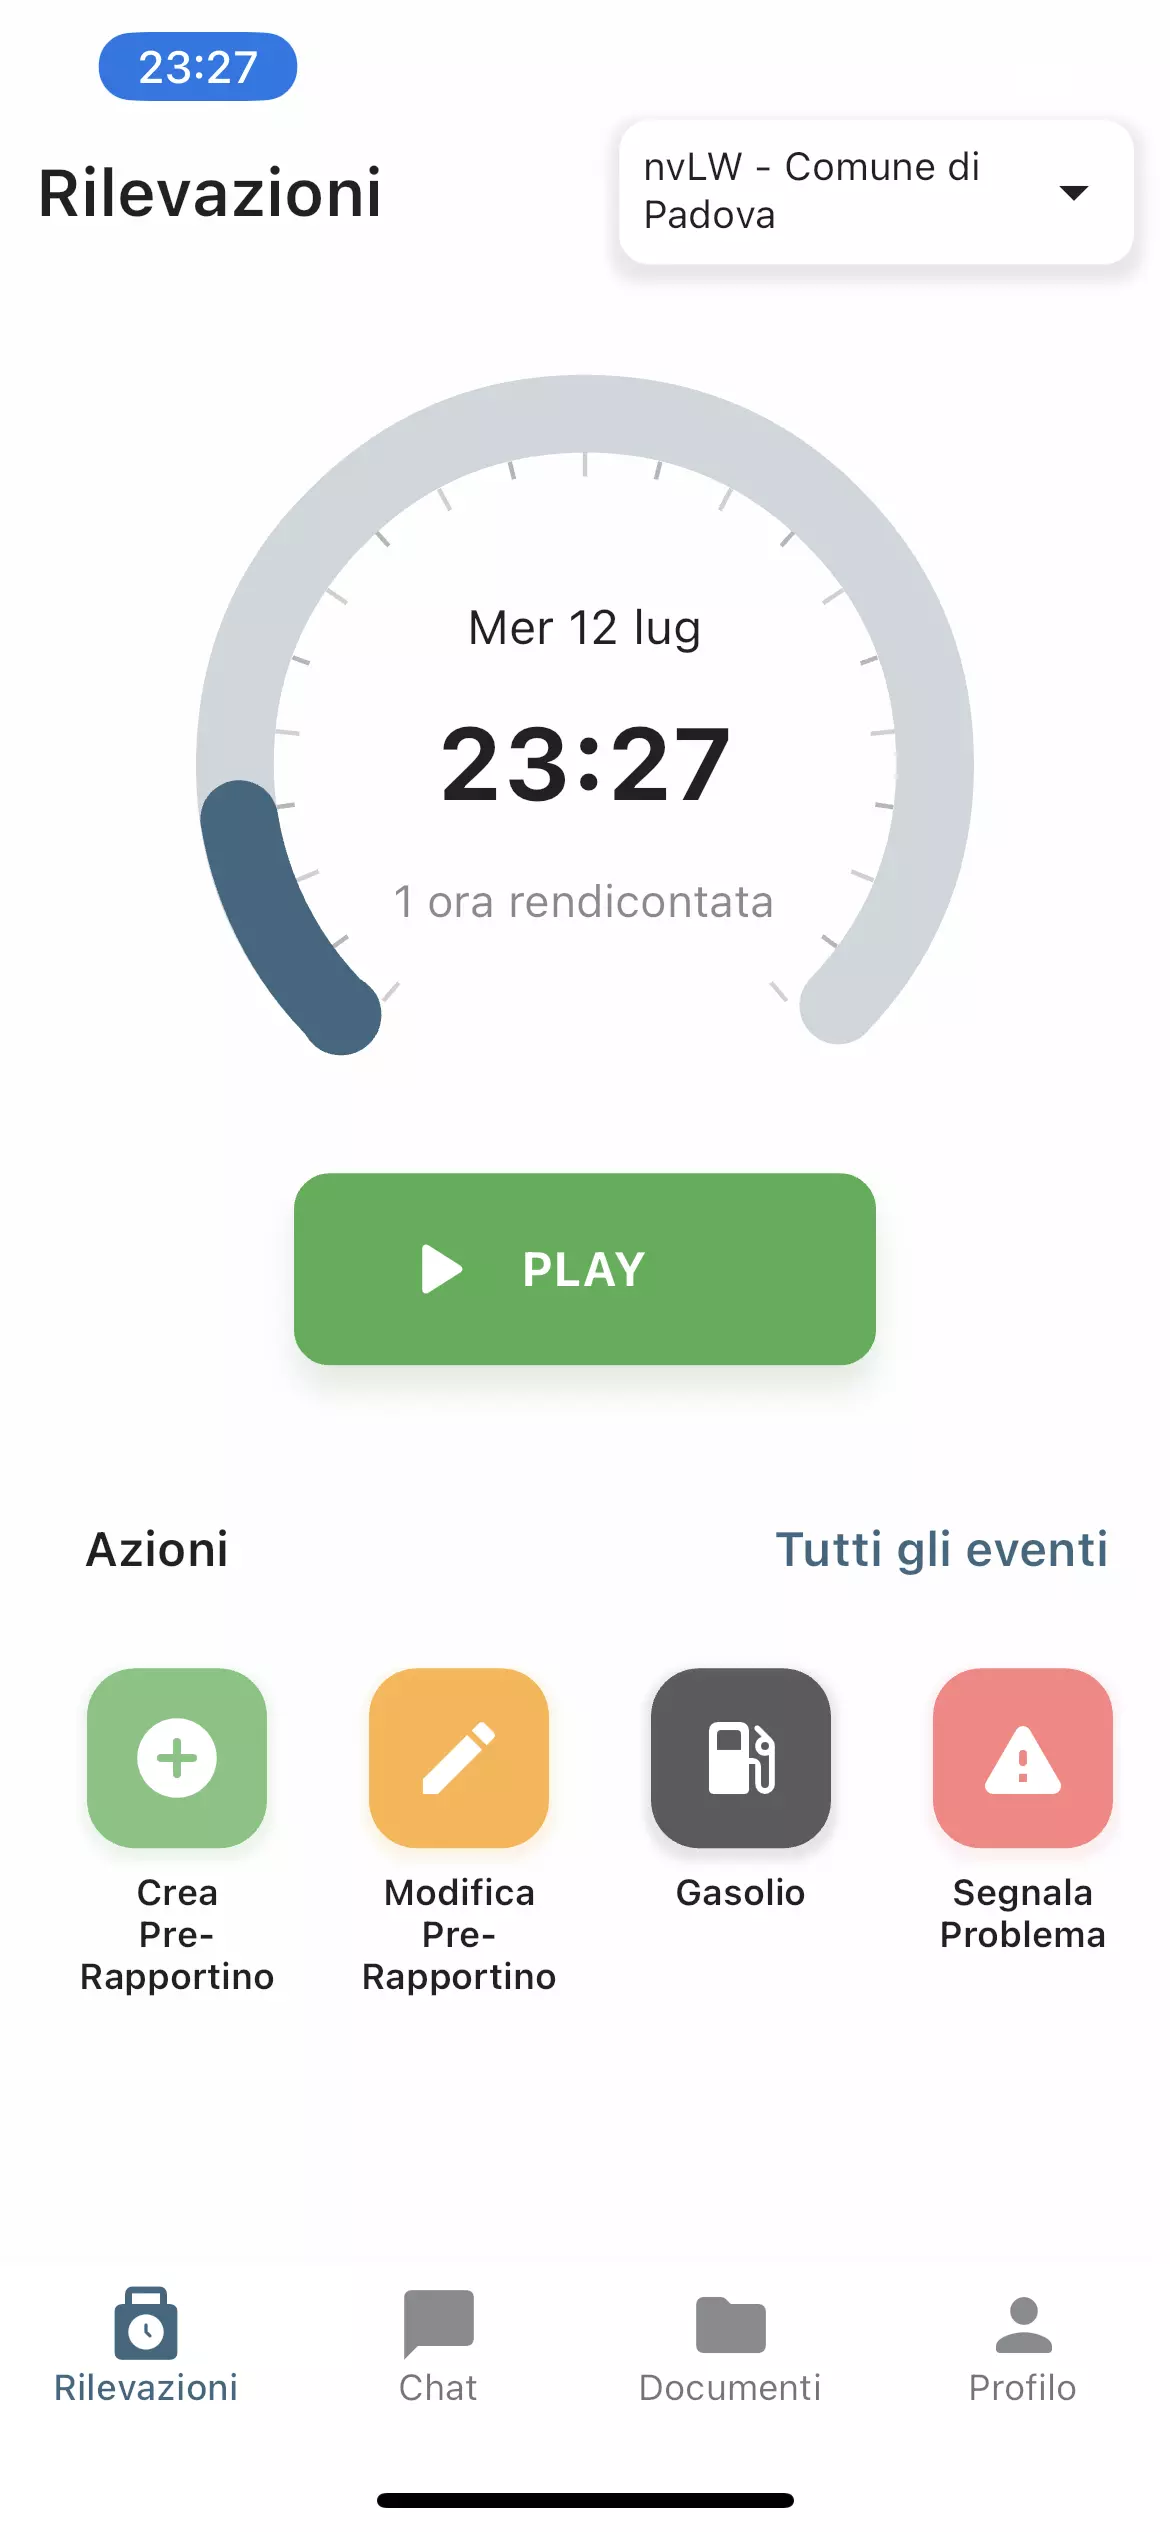 23:27
Rilevazioni
nvLW - Comune di
Padova
Mer 12 lug
23:27
1 ora rendicontata
PLAY
Azioni
Tutti gli eventi
Crea
Pre-
Rapportino
Modifica
Pre-
Rapportino
Gasolio
Segnala
Problema
Rilevazioni
Chat
Documenti
Profilo